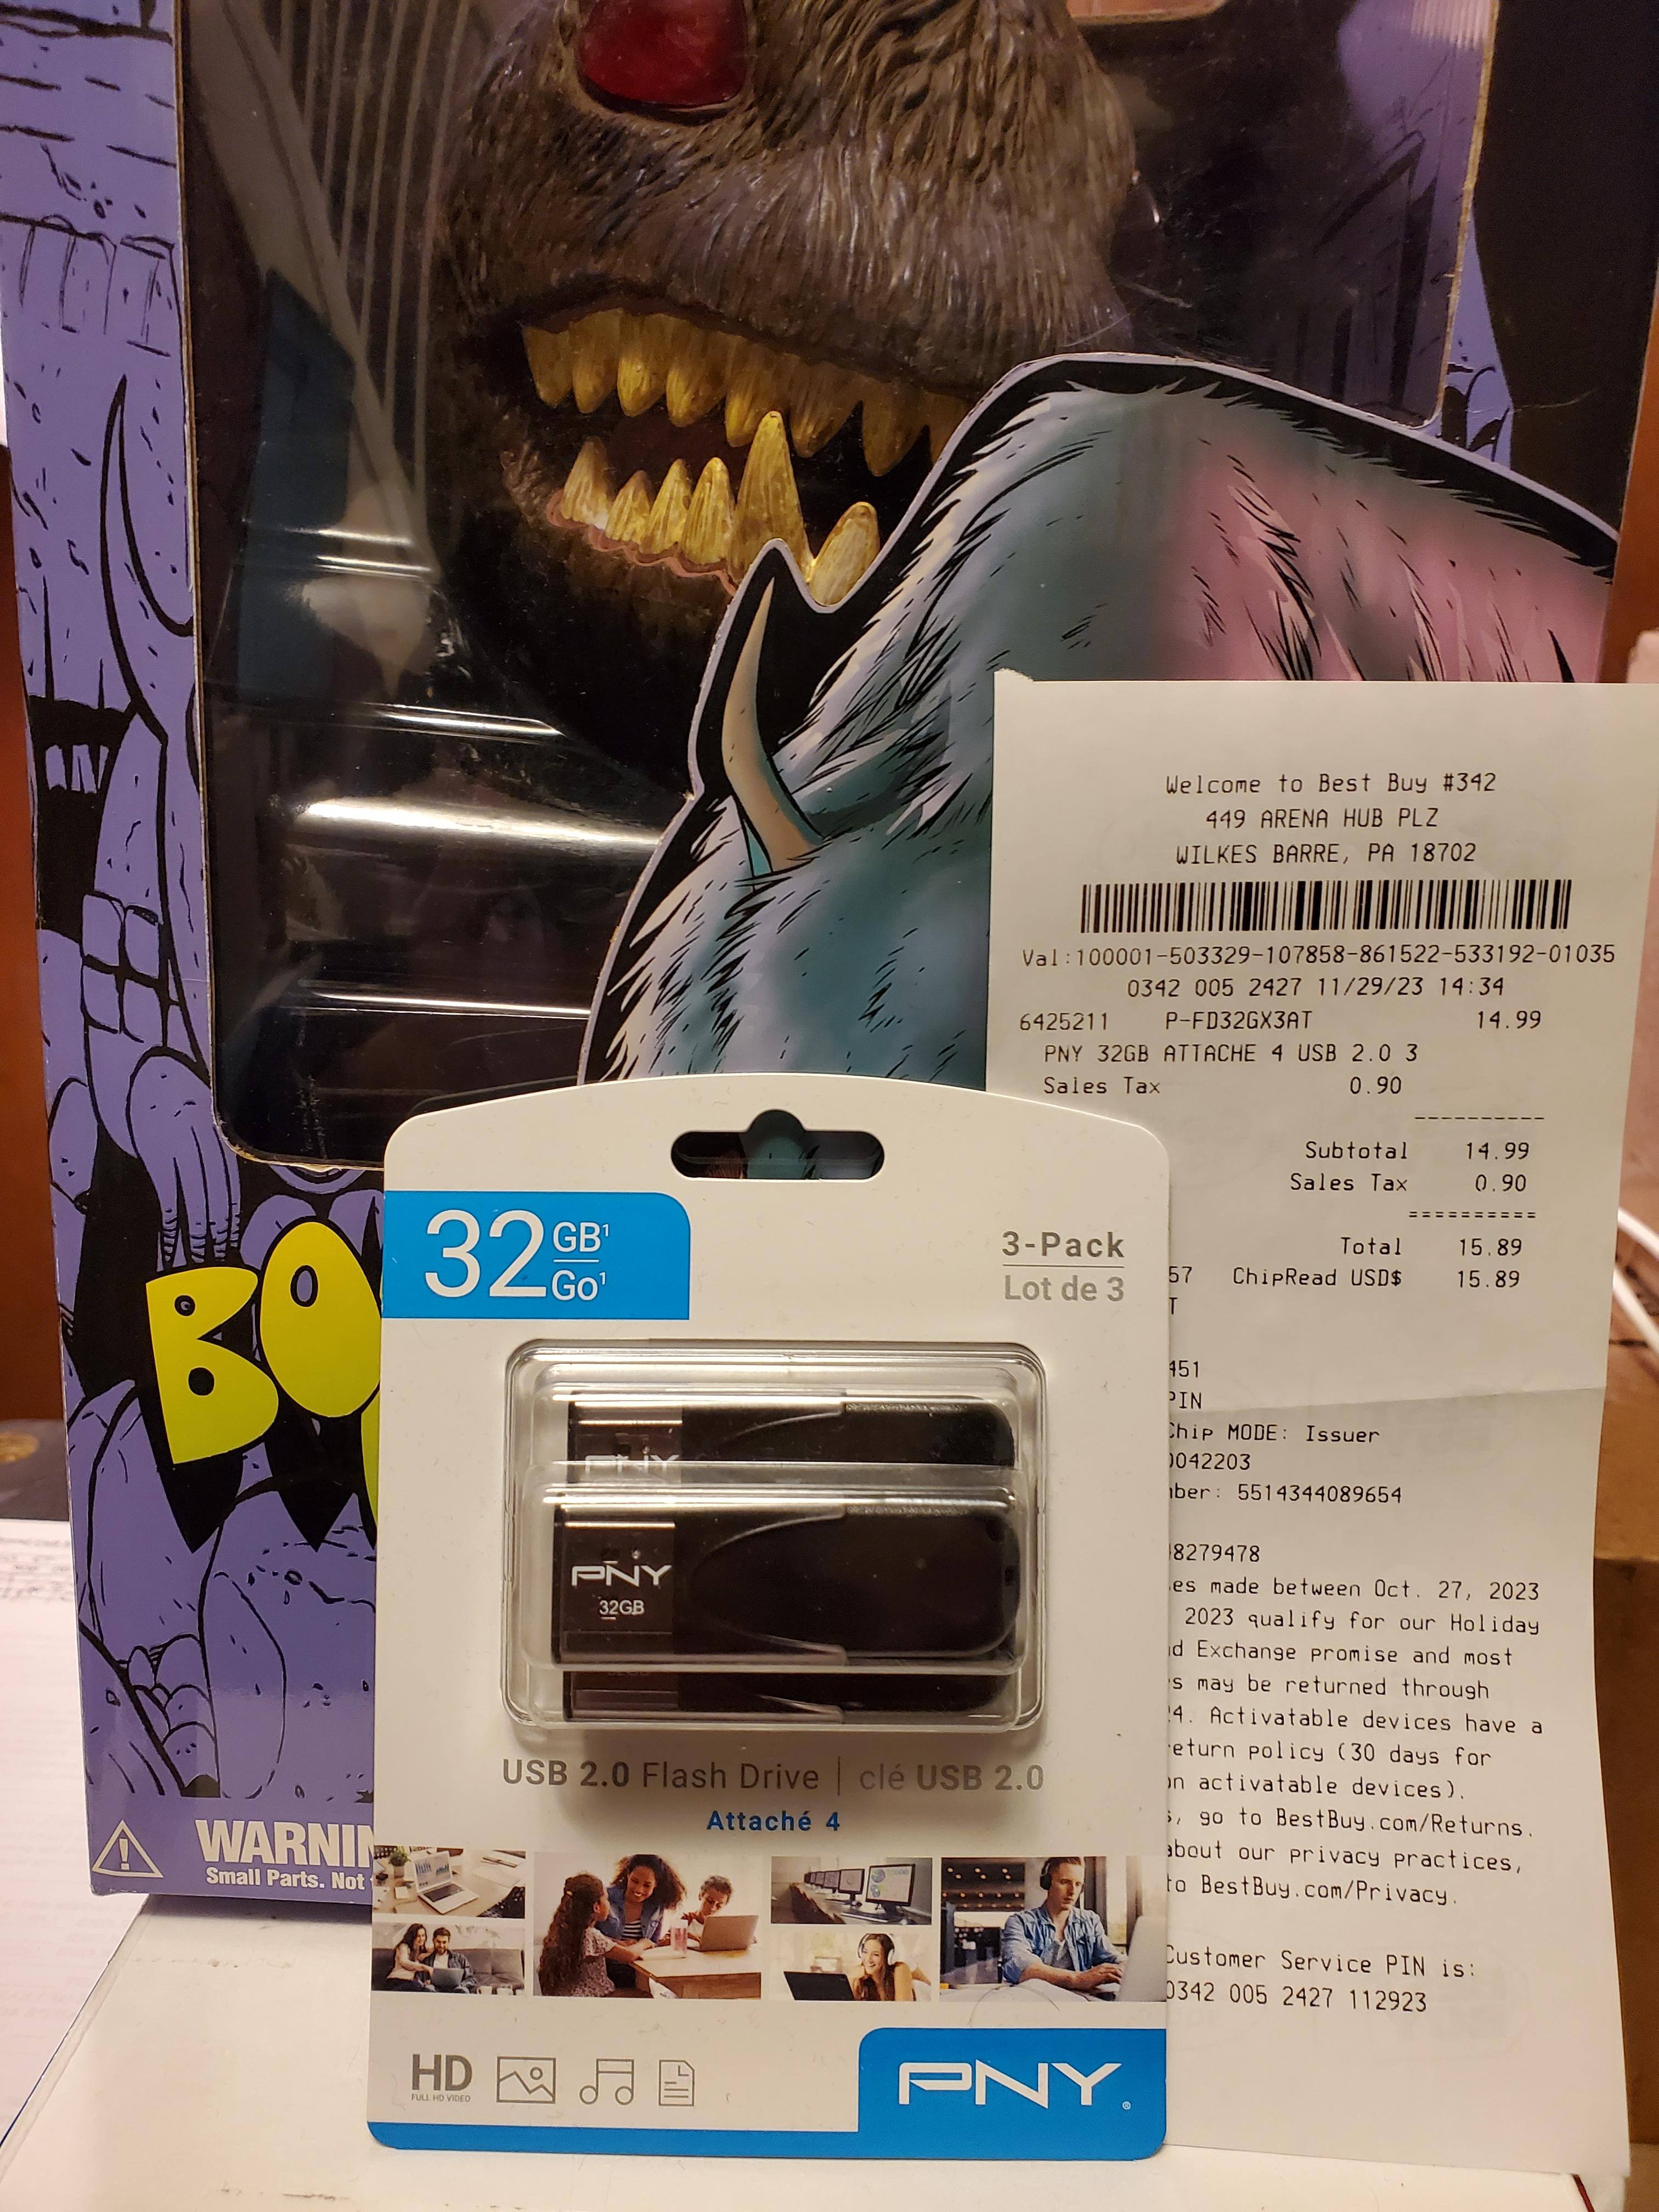 Welcome to Best Buy #342
449 ARENA HUB PLZ
WILKES BARRE, PA 18702
Val:100001-503329-107858-861522-533192-01035
0342 005 2427 11/29/23 14:34
6425211 P-FD32GX3AT 14.99
PNY 32GB ATTACHE 4 USB 2.0 3
Sales Tax 0.90
Subtotal 14.99
Sales Tax 0.90
Total 15.89
57 ChipRead USD$ 15.89
T
451
PIN
Chip MODE: Issuer
0042203
ber: 5514344089654
8279478
es made between Oct. 27, 2023
2023 qualify for our Holiday
d Exchange promise and most
s may be returned through
4. Activatable devices have a
return policy (30 days for
on activatable devices).
s, go to BestBuy.com/Returns.
about our privacy practices,
to BestBuy.com/Privacy.
Customer Service PIN is:
0342 005 2427 112923
32 GB¹
Go¹
3-Pack
Lot de 3
PNY
PNY
32GB
USB 2.0 Flash Drive | clé USB 2.0
Attaché 4
HD
FULL HD VIDEO
PNY®
BO
WARNIN
Small Parts. Not